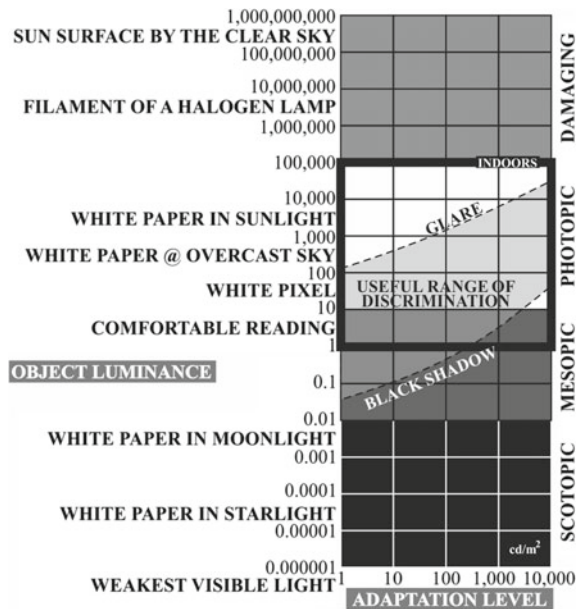 1,000,000,000
SUN SURFACE BY THE CLEAR SKY
100,000,000
10,000,000
FILAMENT OF A HALOGEN LAMP
1,000,000
DAMAGING
100,000
INDOORS
10,000
WHITE PAPER IN SUNLIGHT
GLARE
1,000
WHITE PAPER @ OVERCAST SKY
100
PHOTOPIC
WHITE PIXEL
USEFUL RANGE OF
DISCRIMINATION
10
COMFORTABLE READING
1
OBJECT LUMINANCE
BLACK SHADOW
0.1
MESOPIC
0.01
WHITE PAPER IN MOONLIGHT
0.001
0.0001
WHITE PAPER IN STARLIGHT
0.00001
SCOTOPIC
cd/m²
0.000001
WEAKEST VISIBLE LIGHT
1 10 100 1,000 10,000
ADAPTATION LEVEL